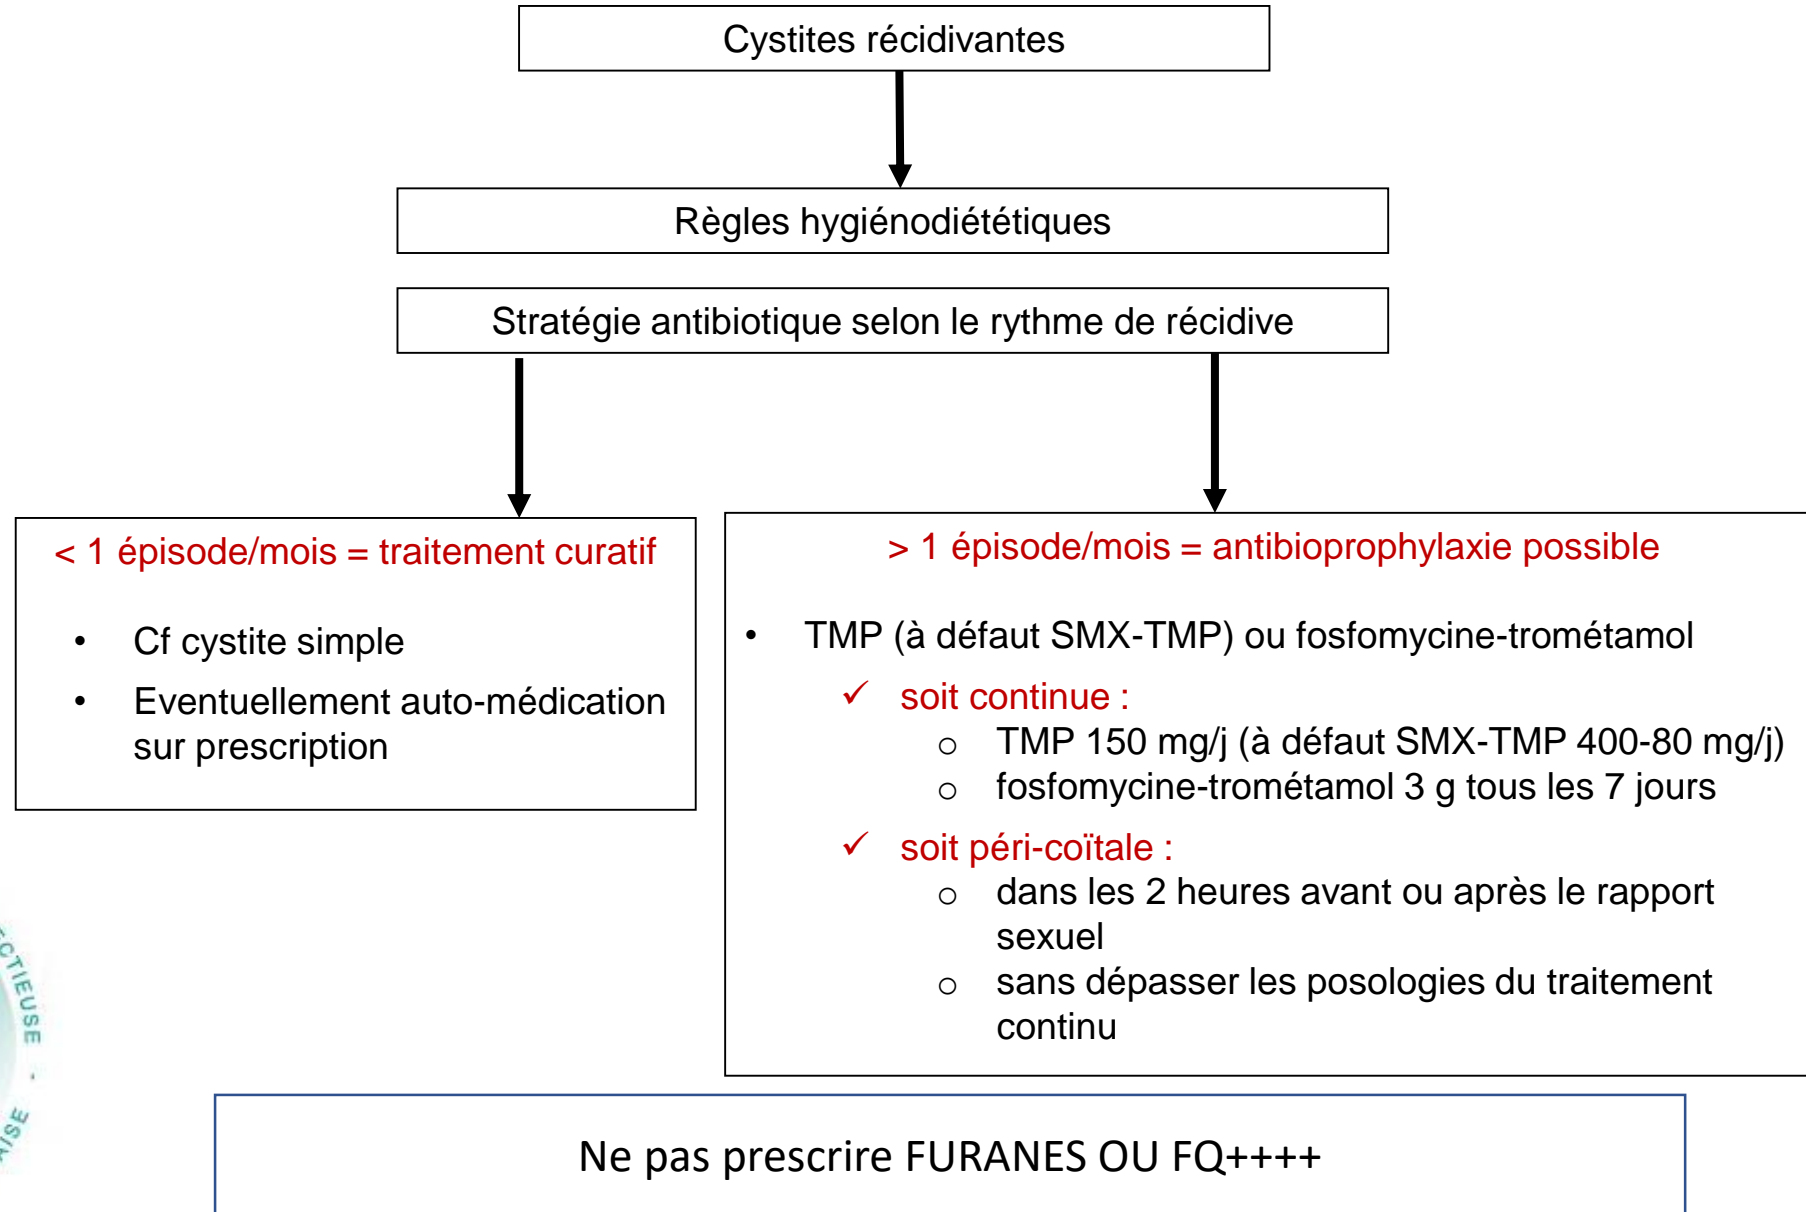 Cystites récidivantes
Règles hygiénodiététiques
Stratégie antibiotique selon le rythme de récidive
< 1 épisode/mois = traitement curatif
• Cf cystite simple
• Eventuellement auto-médication
sur prescription
> 1 épisode/mois = antibioprophylaxie possible
• TMP (à défaut SMX-TMP) ou fosfomycine-trométamol
✓ soit continue :
o TMP 150 mg/j (à défaut SMX-TMP 400-80 mg/j)
o fosfomycine-trométamol 3 g tous les 7 jours
✓ soit péri-coïtale :
o dans les 2 heures avant ou après le rapport
sexuel
o sans dépasser les posologies du traitement
continu
Ne pas prescrire FURANES OU FQ++++